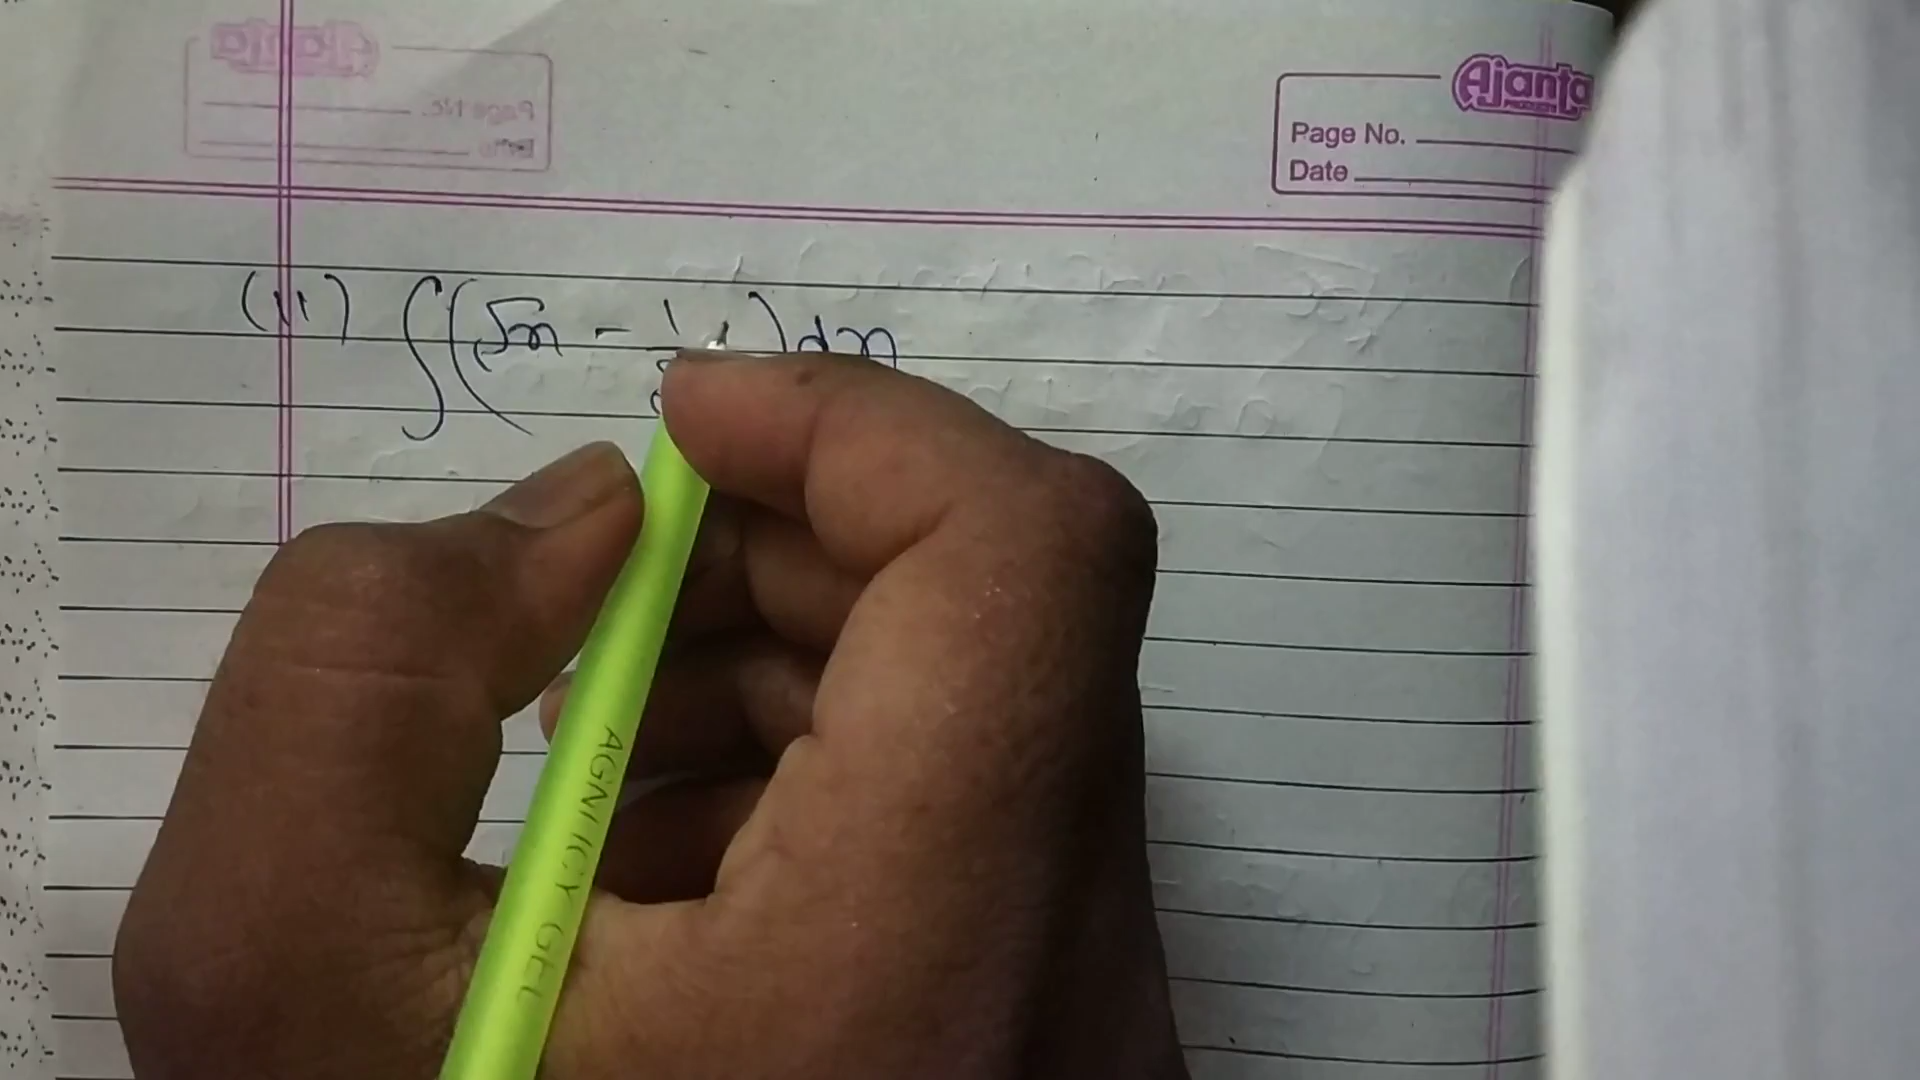 Ajanta
Page No.
Date
(11) ∫(√x - 1/ ) dx
AGNI ICY GEL